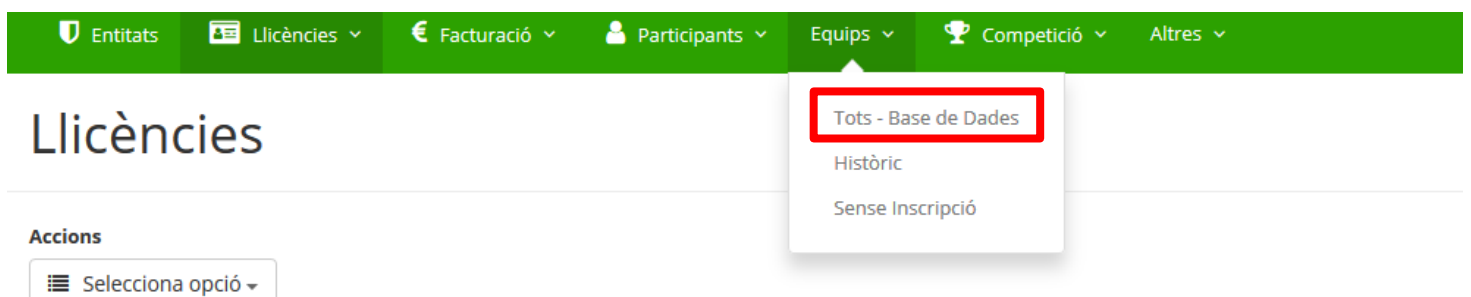 Entitats Llicències Facturació Participants Equips Competició Altres
Llicències
Tots - Base de Dades
Històric
Sense Inscripció
Accions
Selecciona opció